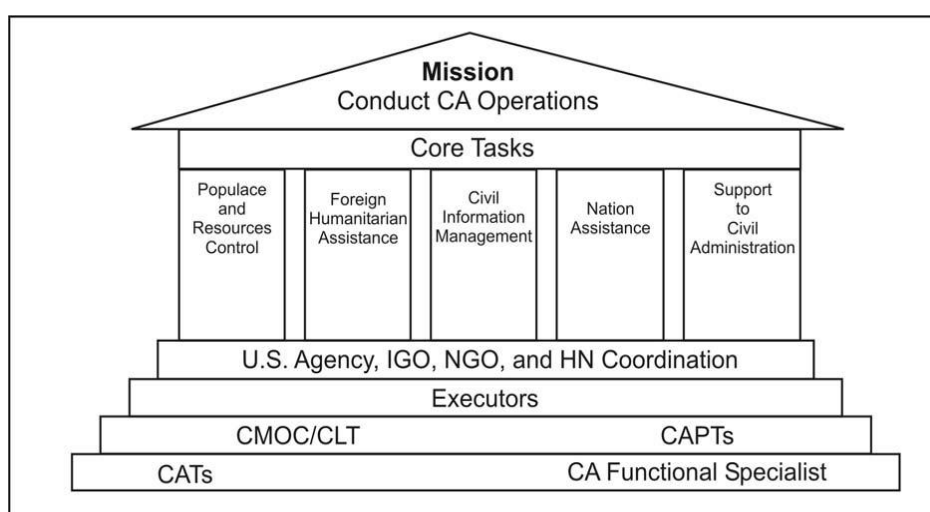 Mission
Conduct CA Operations
Core Tasks
Populace
and
Resources
Control
Foreign
Humanitarian
Assistance
Civil
Information
Management
Nation
Assistance
Support
to
Civil
Administration
U.S. Agency, IGO, NGO, and HN Coordination
Executors
CMOC/CLT CAPTs
CATs CA Functional Specialist